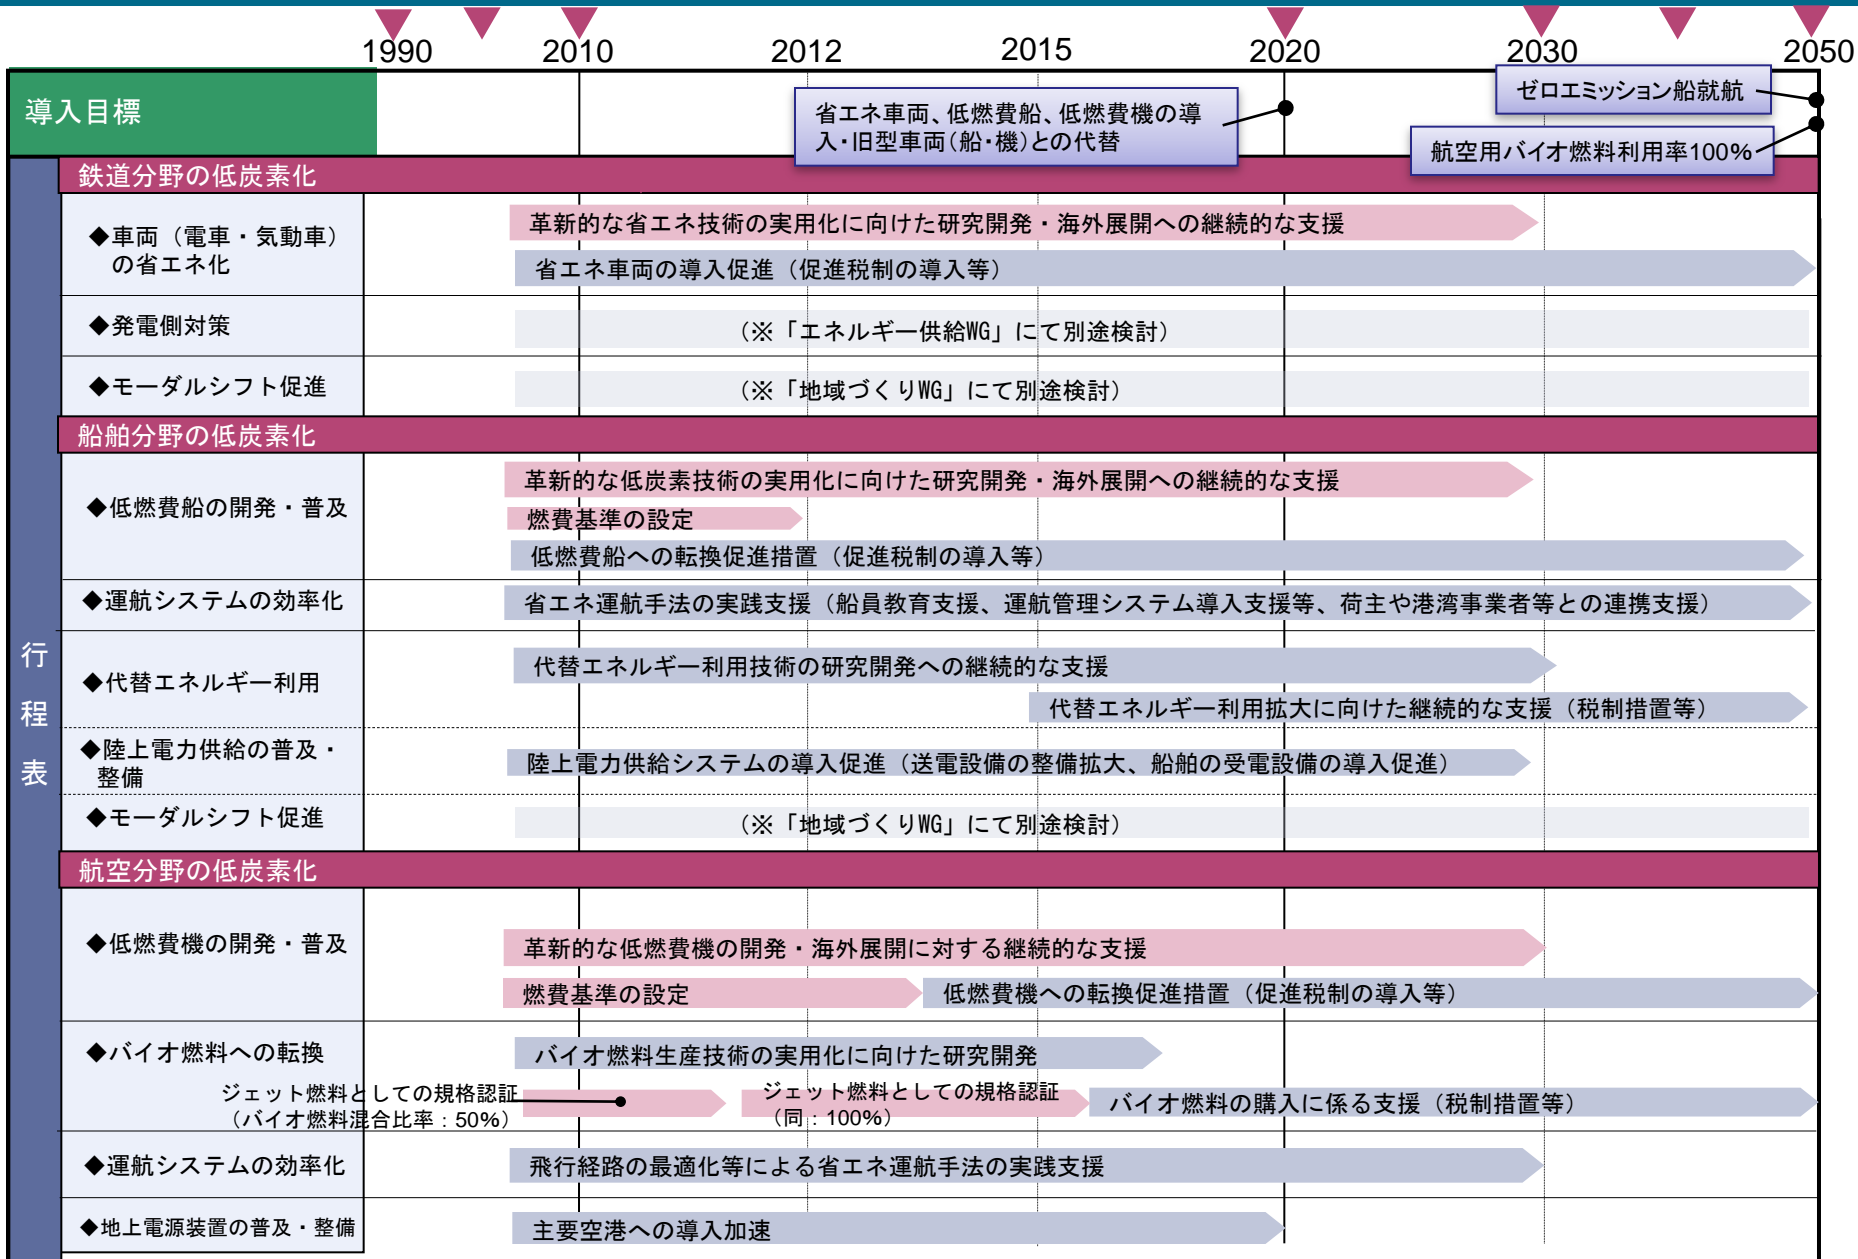 1990 2010 2012 2015 2020 2030 2050
導入目標
省エネ車両、低燃費船、低燃費機の導
入・旧型車両(船・機)との代替
ゼロエミッション船就航
航空用バイオ燃料利用率100%
行程表
鉄道分野の低炭素化
◆車両（電車・気動車）
の省エネ化
革新的な省エネ技術の実用化に向けた研究開発・海外展開への継続的な支援
省エネ車両の導入促進（促進税制の導入等）
◆発電側対策
（※「エネルギー供給WG」にて別途検討）
◆モーダルシフト促進
（※「地域づくりWG」にて別途検討）
船舶分野の低炭素化
◆低燃費船の開発・普及
革新的な低炭素技術の実用化に向けた研究開発・海外展開への継続的な支援
燃費基準の設定
低燃費船への転換促進措置（促進税制の導入等）
◆運航システムの効率化
省エネ運航手法の実践支援（船員教育支援、運航管理システム導入支援等、荷主や港湾事業者等との連携支援）
◆代替エネルギー利用
代替エネルギー利用技術の研究開発への継続的な支援
代替エネルギー利用拡大に向けた継続的な支援（税制措置等）
◆陸上電力供給の普及・
整備
陸上電力供給システムの導入促進（送電設備の整備拡大、船舶の受電設備の導入促進）
◆モーダルシフト促進
（※「地域づくりWG」にて別途検討）
航空分野の低炭素化
◆低燃費機の開発・普及
革新的な低燃費機の開発・海外展開に対する継続的な支援
燃費基準の設定
低燃費機への転換促進措置（促進税制の導入等）
◆バイオ燃料への転換
バイオ燃料生産技術の実用化に向けた研究開発
ジェット燃料としての規格認証
（バイオ燃料混合比率：50%）
ジェット燃料としての規格認証
（同：100%）
バイオ燃料の購入に係る支援（税制措置等）
◆運航システムの効率化
飛行経路の最適化等による省エネ運航手法の実践支援
◆地上電源装置の普及・整備
主要空港への導入加速